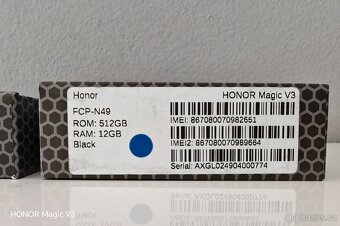 Honor
HONOR Magic V3
FCP-N49
ROM: 512GB
RAM: 12GB
Black
IMEI: 867080070982651
IMEI2: 867080070989664
Serial: AXGL024904000774
HONOR Magic V3